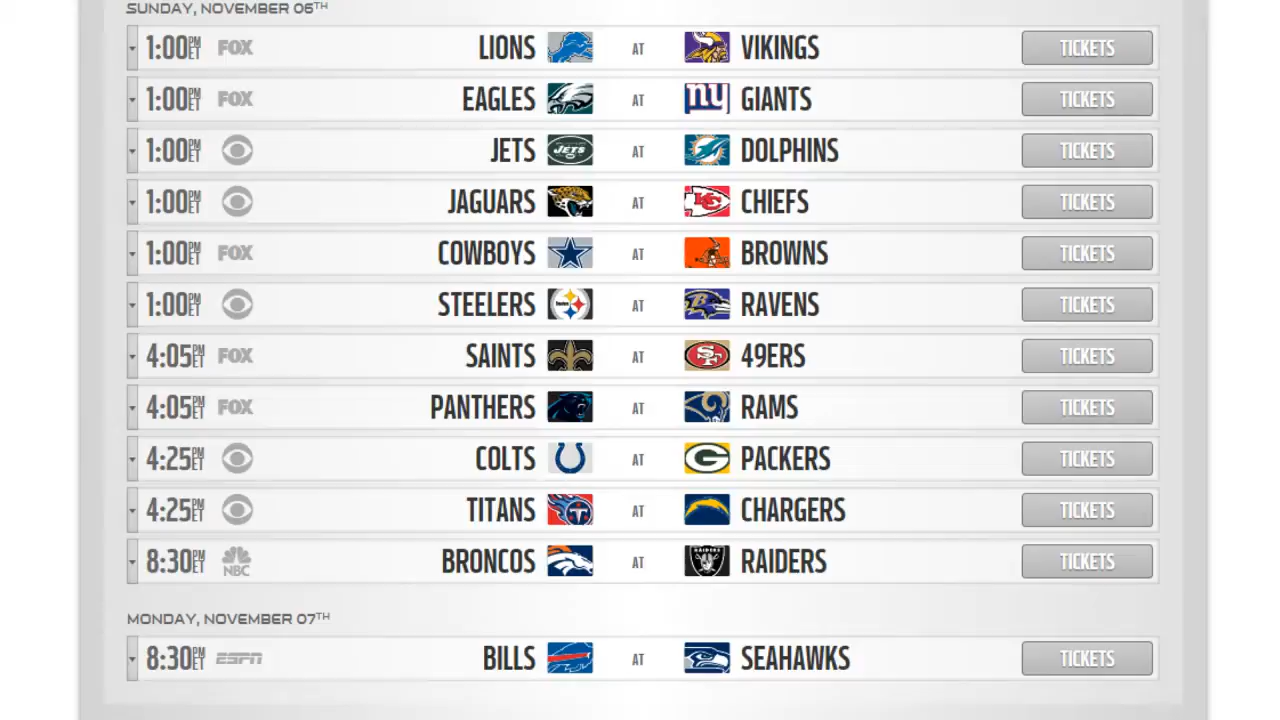 SUNDAY, NOVEMBER 06TH
1:00PM ET FOX LIONS AT VIKINGS TICKETS
1:00PM ET FOX EAGLES AT NY GIANTS TICKETS
1:00PM ET JETS JETS AT DOLPHINS TICKETS
1:00PM ET JAGUARS AT KC CHIEFS TICKETS
1:00PM ET FOX COWBOYS AT BROWNS TICKETS
1:00PM ET STEELERS AT B RAVENS TICKETS
4:05PM ET FOX SAINTS AT SF 49ERS TICKETS
4:05PM ET FOX PANTHERS AT RAMS TICKETS
4:25PM ET COLTS AT G PACKERS TICKETS
4:25PM ET TITANS T AT CHARGERS TICKETS
8:30PM ET NBC BRONCOS AT RAIDERS RAIDERS TICKETS
MONDAY, NOVEMBER 07TH
8:30PM ET ESPN BILLS AT SEAHAWKS TICKETS